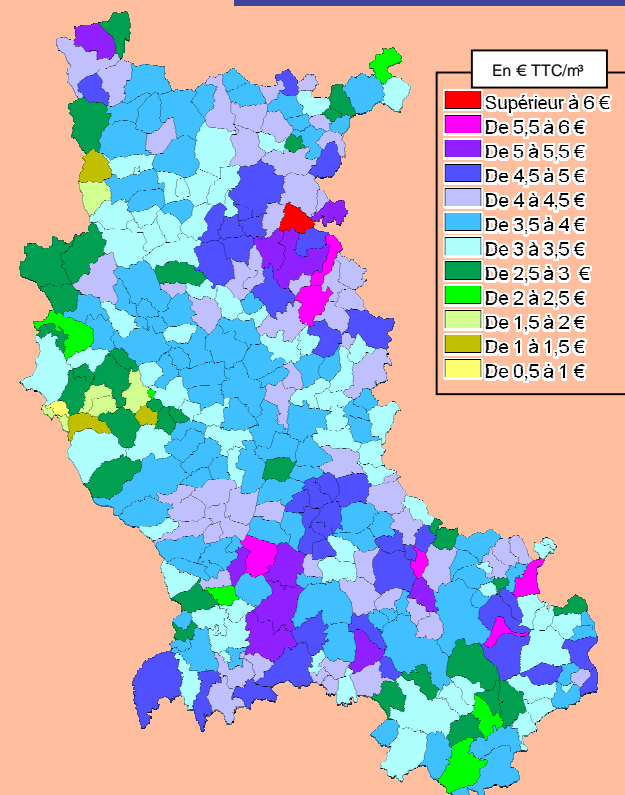 En € TTC/m³
Supérieur à 6 €
De 5,5 à 6 €
De 5 à 5,5 €
De 4,5 à 5 €
De 4 à 4,5 €
De 3,5 à 4 €
De 3 à 3,5 €
De 2,5 à 3 €
De 2 à 2,5 €
De 1,5 à 2 €
De 1 à 1,5 €
De 0,5 à 1 €